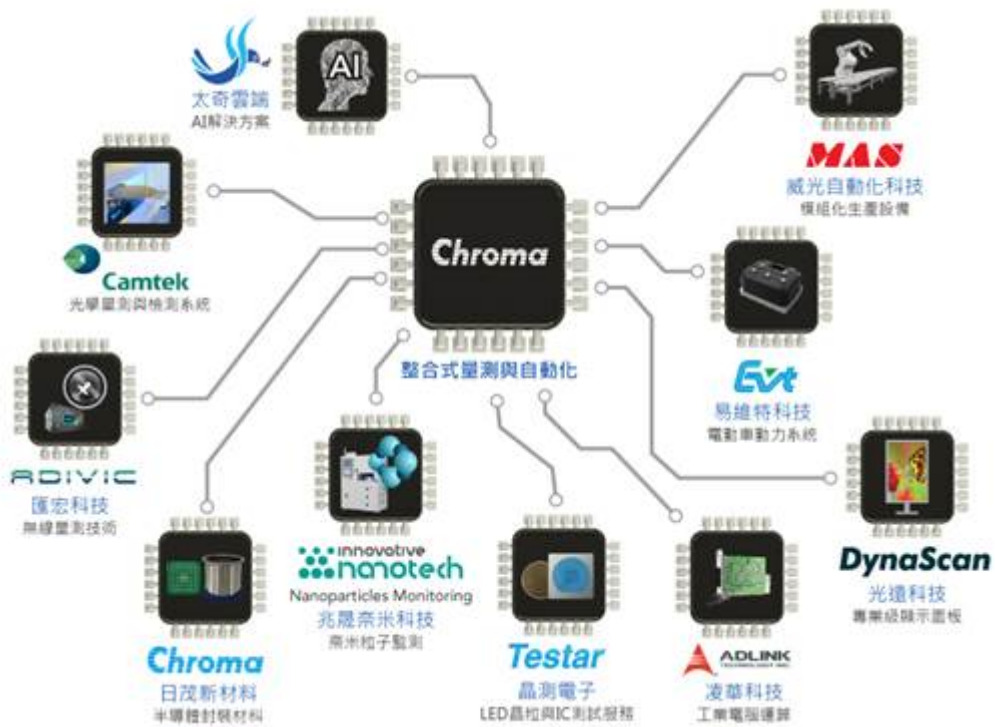 太奇雲端
AI解決方案
AI
MAS
威光自動化科技
模組化生產設備
Camtek
光學量測與檢測系統
Chroma
整合式量測與自動化
Evt
易維特科技
電動車動力系統
ADIVIC
匯宏科技
無線量測技術
innovative
nanotech
Nanoparticles Monitoring
兆晟奈米科技
奈米粒子監測
DynaScan
光遠科技
專業級顯示面板
Chroma
日茂新材料
半導體封裝材料
Testar
晶測電子
LED晶粒與IC測試服務
ADLINK
TECHNOLOGY INC.
凌華科技
工業電腦運算